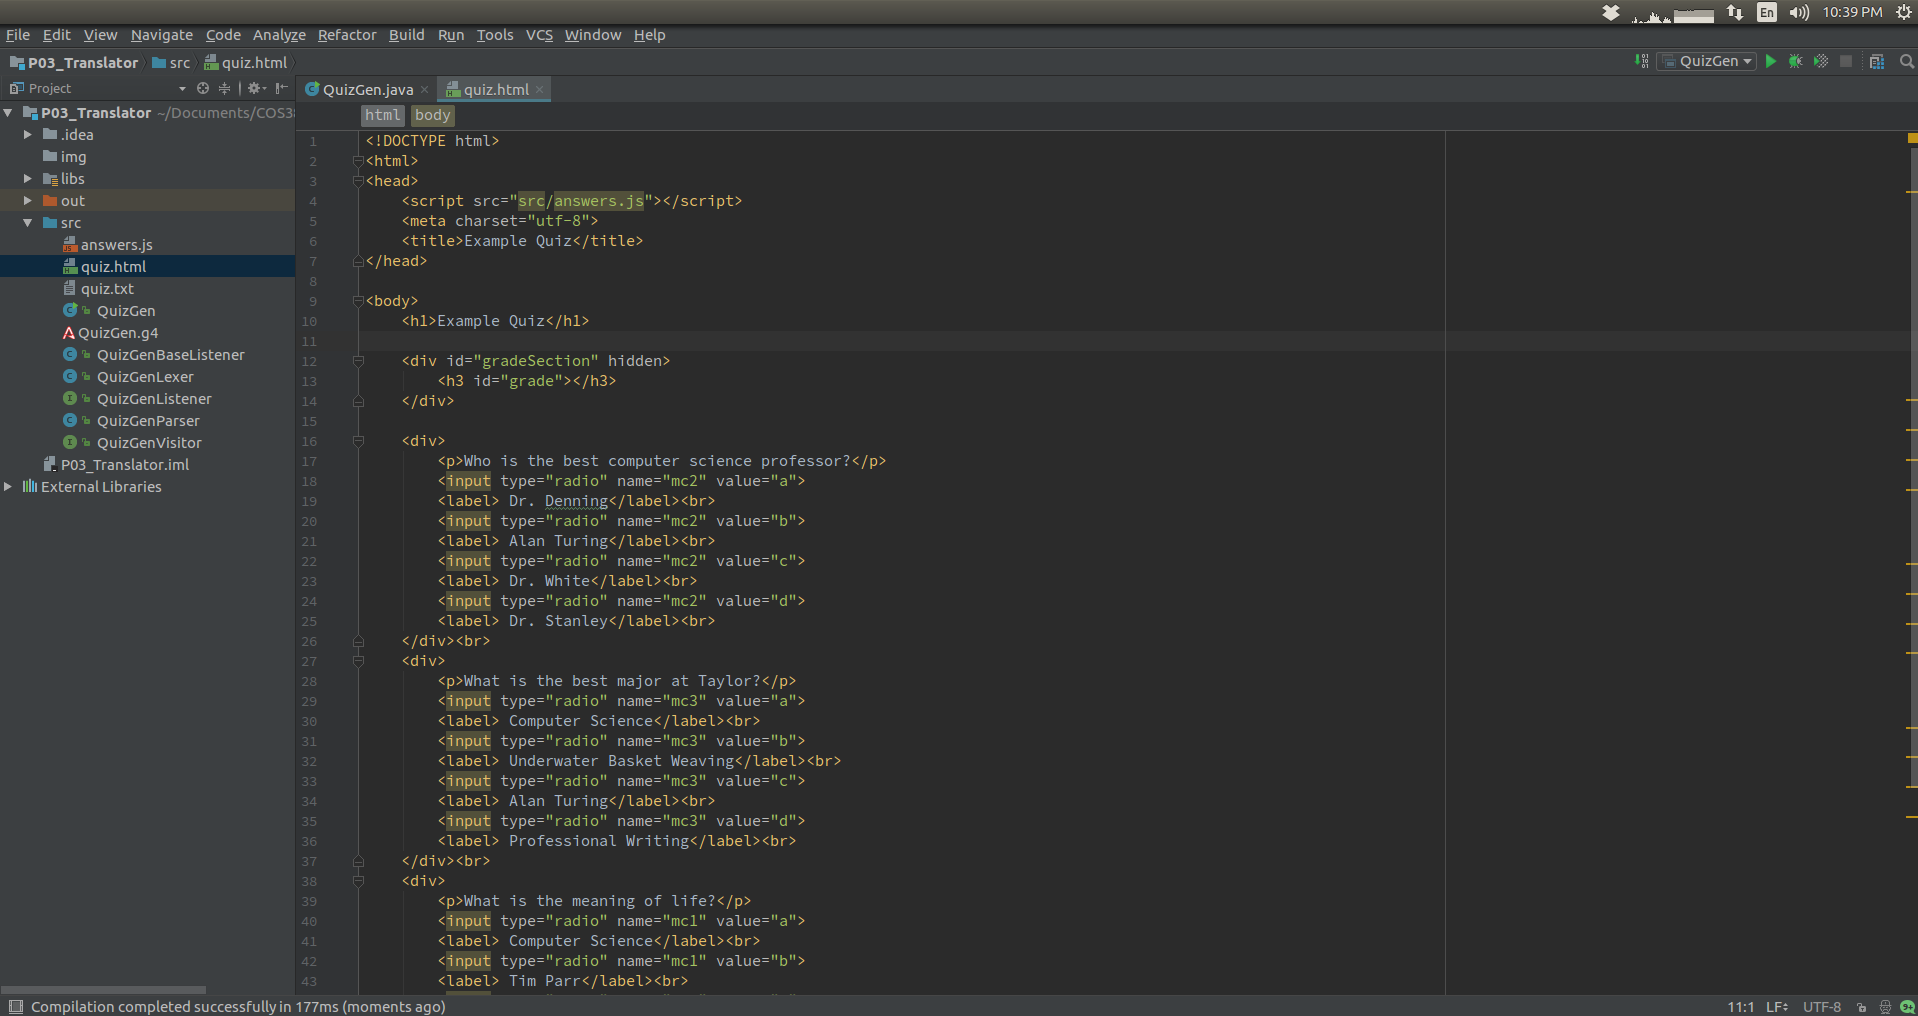 En 10:39 PM
File Edit View Navigate Code Analyze Refactor Build Run Tools VCS Window Help
P03_Translator src quiz.html QuizGen
Project QuizGen.java quiz.html
html body
P03_Translator ~/Documents/COS3
.idea
img
libs
out
src
answers.js
quiz.html
quiz.txt
QuizGen
QuizGen.g4
QuizGenBaseListener
QuizGenLexer
QuizGenListener
QuizGenParser
QuizGenVisitor
P03_Translator.iml
External Libraries
1 <!DOCTYPE html>
2 <html>
3 <head>
4 <script src="src/answers.js"></script>
5 <meta charset="utf-8">
6 <title>Example Quiz</title>
7 </head>
8
9 <body>
10 <h1>Example Quiz</h1>
11
12 <div id="gradeSection" hidden>
13 <h3 id="grade"></h3>
14 </div>
15
16 <div>
17 <p>Who is the best computer science professor?</p>
18 <input type="radio" name="mc2" value="a">
19 <label> Dr. Denning</label><br>
20 <input type="radio" name="mc2" value="b">
21 <label> Alan Turing</label><br>
22 <input type="radio" name="mc2" value="c">
23 <label> Dr. White</label><br>
24 <input type="radio" name="mc2" value="d">
25 <label> Dr. Stanley</label><br>
26 </div><br>
27 <div>
28 <p>What is the best major at Taylor?</p>
29 <input type="radio" name="mc3" value="a">
30 <label> Computer Science</label><br>
31 <input type="radio" name="mc3" value="b">
32 <label> Underwater Basket Weaving</label><br>
33 <input type="radio" name="mc3" value="c">
34 <label> Alan Turing</label><br>
35 <input type="radio" name="mc3" value="d">
36 <label> Professional Writing</label><br>
37 </div><br>
38 <div>
39 <p>What is the meaning of life?</p>
40 <input type="radio" name="mc1" value="a">
41 <label> Computer Science</label><br>
42 <input type="radio" name="mc1" value="b">
43 <label> Tim Parr</label><br>
Compilation completed successfully in 177ms (moments ago) 11:1 LF UTF-8